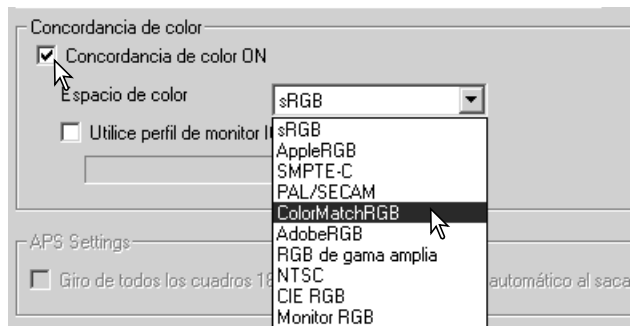 Concordancia de color
Concordancia de color ON
Espacio de color
sRGB
Utilice perfil de monitor
sRGB
AppleRGB
SMPTE-C
PAL/SECAM
ColorMatchRGB
AdobeRGB
RGB de gama amplia
NTSC
CIE RGB
Monitor RGB
APS Settings
Giro de todos los cuadros 18
automático al saca